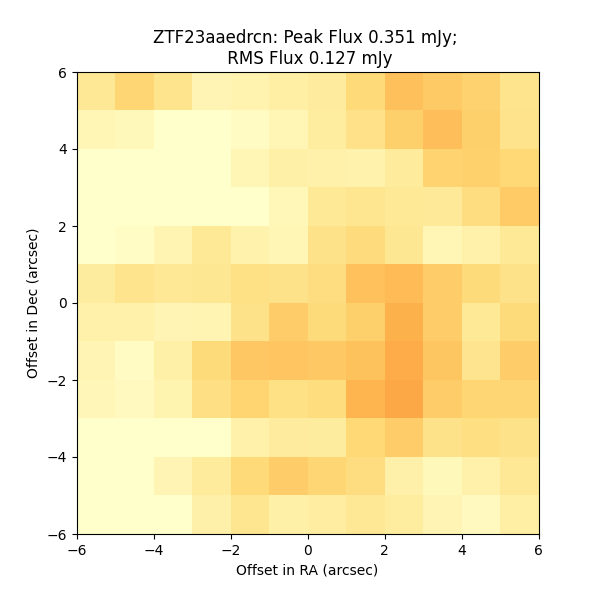 ZTF23aaedrcn: Peak Flux 0.351 mJy;
RMS Flux 0.127 mJy
6
4
2
0
−2
−4
−6
Offset in Dec (arcsec)
−6 −4 −2 0 2 4 6
Offset in RA (arcsec)